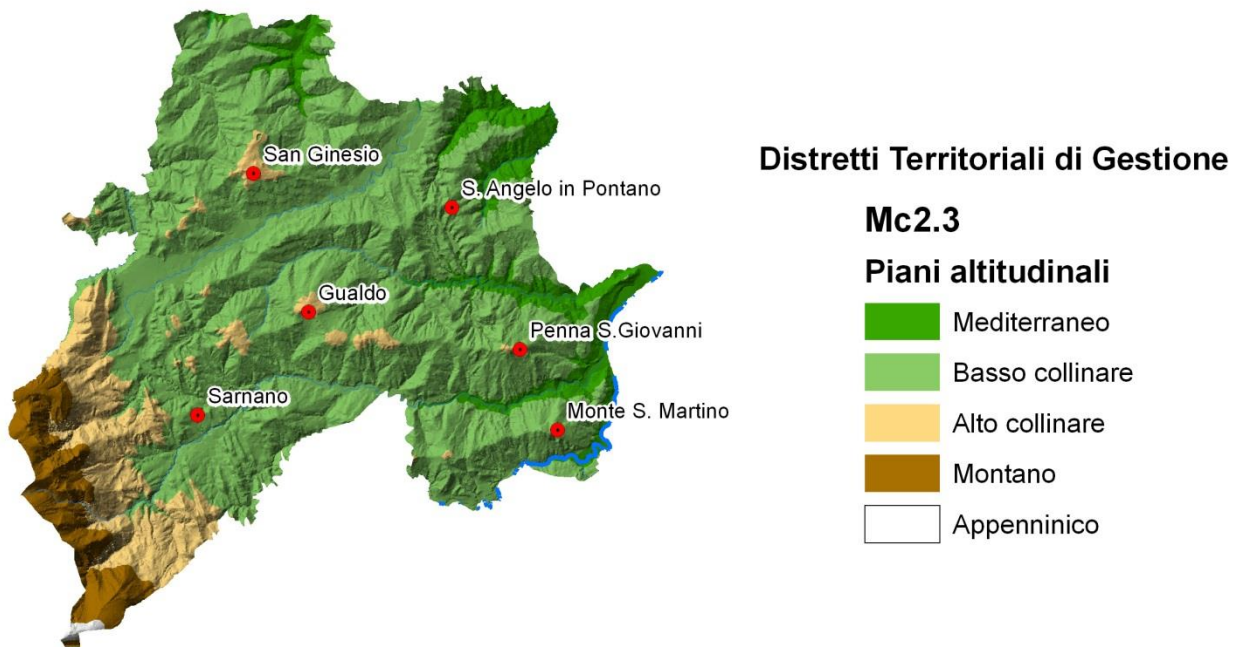 San Ginesio
S. Angelo in Pontano
Gualdo
Penna S.Giovanni
Sarnano
Monte S. Martino
Distretti Territoriali di Gestione
Mc2.3
Piani altitudinali
Mediterraneo
Basso collinare
Alto collinare
Montano
Appenninico